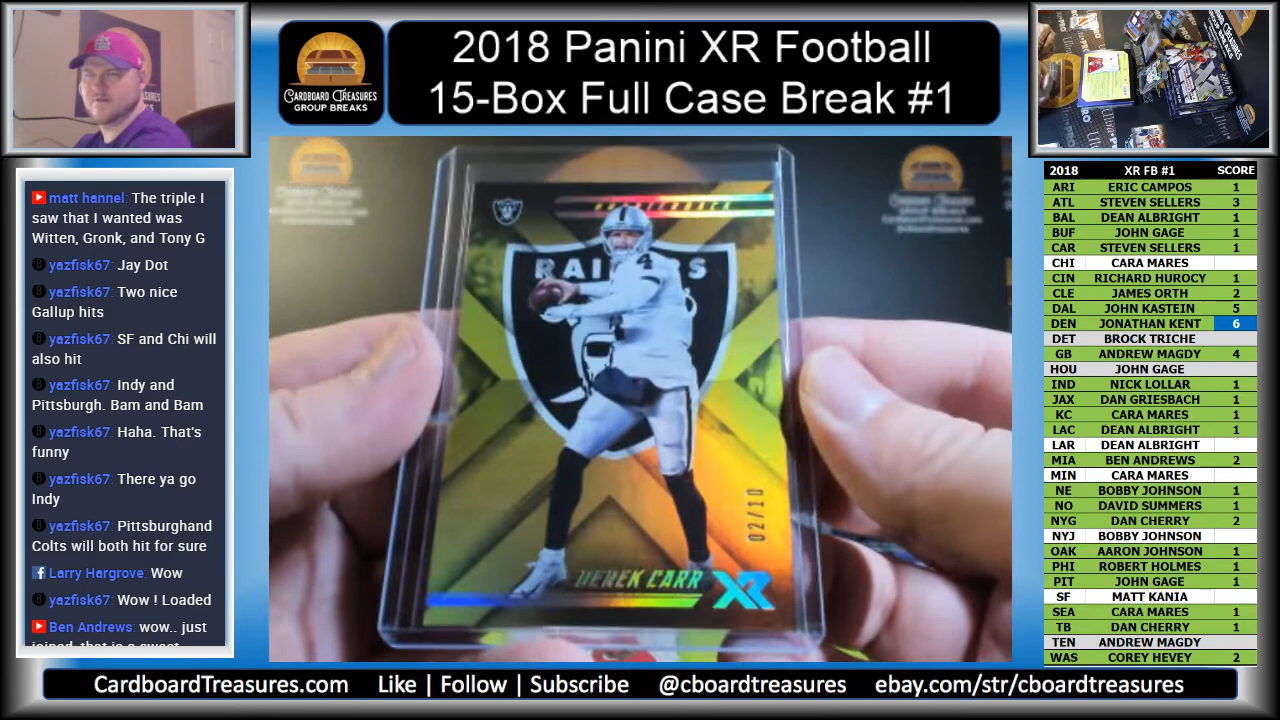 CARDBOARD TREASURES
GROUP BREAKS
2018 Panini XR Football
15-Box Full Case Break #1
matt hannel: The triple I
saw that I wanted was
Witten, Gronk, and Tony G
yazfisk67: Jay Dot
yazfisk67: Two nice
Gallup hits
yazfisk67: SF and Chi will
also hit
yazfisk67: Indy and
Pittsburgh. Bam and Bam
yazfisk67: Haha. That's
funny
yazfisk67: There ya go
Indy
yazfisk67: Pittsburghand
Colts will both hit for sure
Larry Hargrove: Wow
yazfisk67: Wow ! Loaded
Ben Andrews: wow.. just
joined, that is a sweet
QUARTERBACK
RAIDERS
4
02/10
DEREK CARR XR
2018 XR FB #1 SCORE
ARI ERIC CAMPOS 1
ATL STEVEN SELLERS 3
BAL DEAN ALBRIGHT 1
BUF JOHN GAGE 1
CAR STEVEN SELLERS 1
CHI CARA MARES
CIN RICHARD HUROCY 1
CLE JAMES ORTH 2
DAL JOHN KASTEIN 5
DEN JONATHAN KENT 6
DET BROCK TRICHE
GB ANDREW MAGDY 4
HOU JOHN GAGE
IND NICK LOLLAR 1
JAX DAN GRIESBACH 1
KC CARA MARES 1
LAC DEAN ALBRIGHT 1
LAR DEAN ALBRIGHT
MIA BEN ANDREWS 2
MIN CARA MARES
NE BOBBY JOHNSON 1
NO DAVID SUMMERS 1
NYG DAN CHERRY 2
NYJ BOBBY JOHNSON
OAK AARON JOHNSON 1
PHI ROBERT HOLMES 1
PIT JOHN GAGE 1
SF MATT KANIA
SEA CARA MARES 1
TB DAN CHERRY 1
TEN ANDREW MAGDY
WAS COREY HEVEY 2
CardboardTreasures.com Like | Follow | Subscribe @cboardtreasures ebay.com/str/cboardtreasures